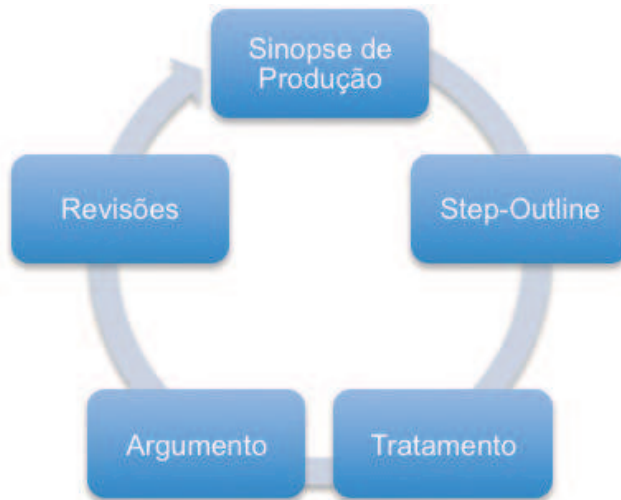 Sinopse de
Produção
Step-Outline
Tratamento
Argumento
Revisões